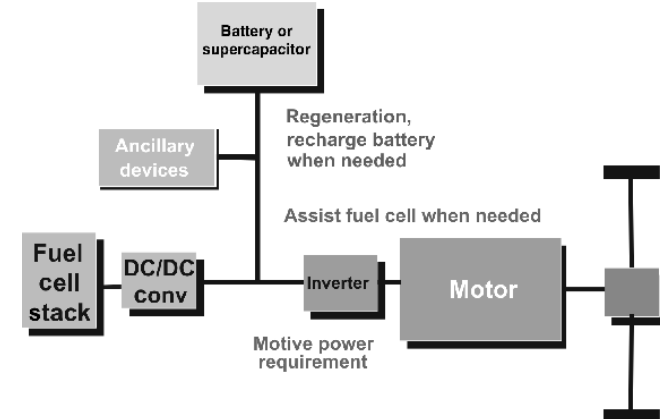 Battery or
supercapacitor
Regeneration,
recharge battery
when needed
Ancillary
devices
Assist fuel cell when needed
Fuel
cell
stack
DC/DC
conv
Inverter
Motor
Motive power
requirement